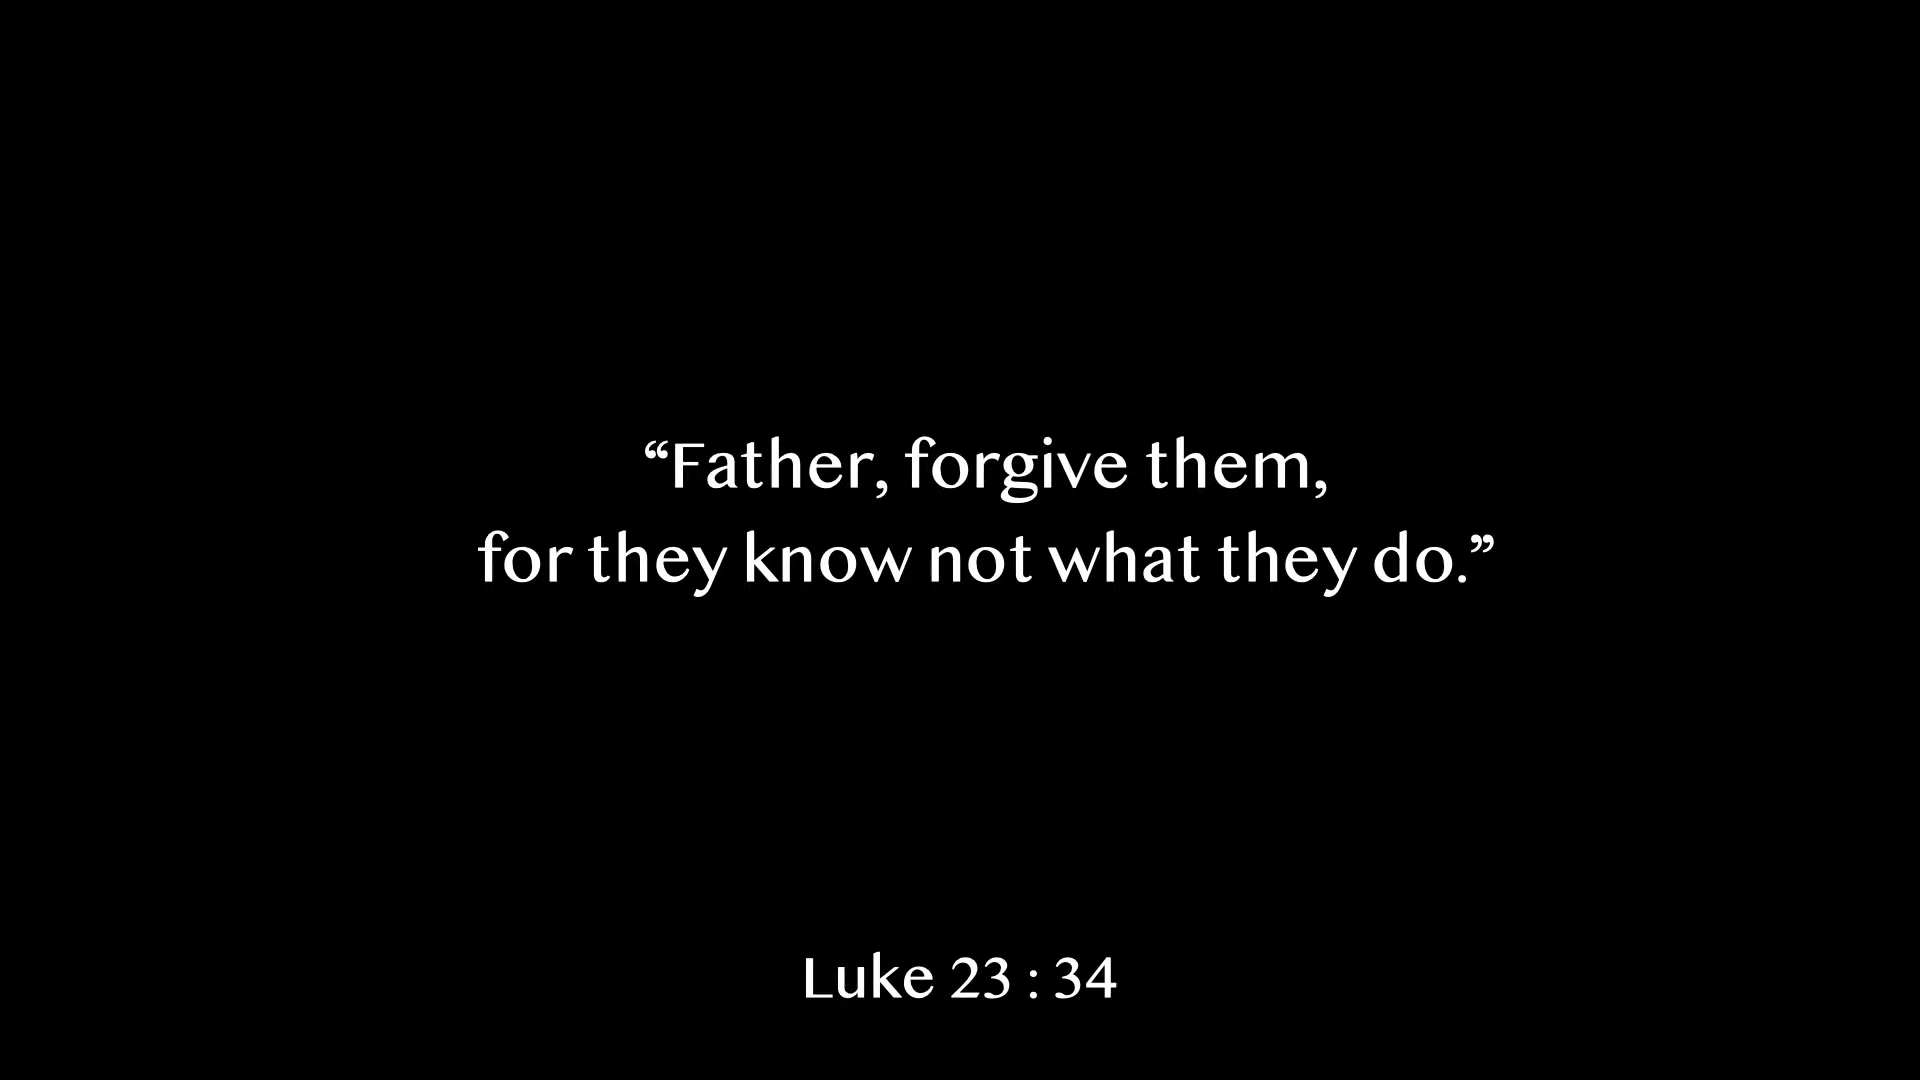 “Father, forgive them,
for they know not what they do.”
Luke 23 : 34